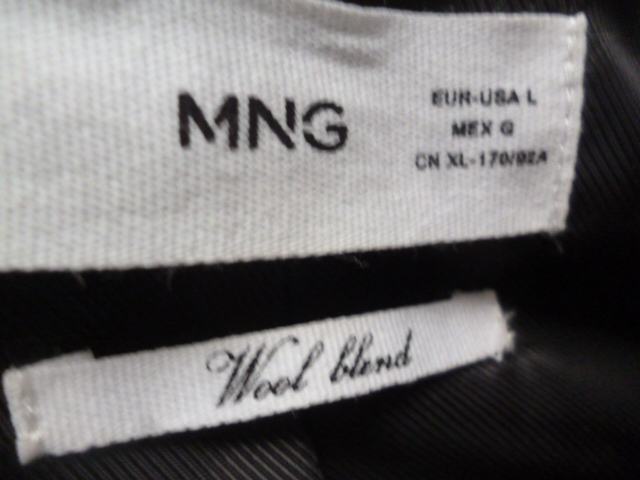 MNG
EUR-USA L
MEX G
CN XL-170/92A
Wool blend